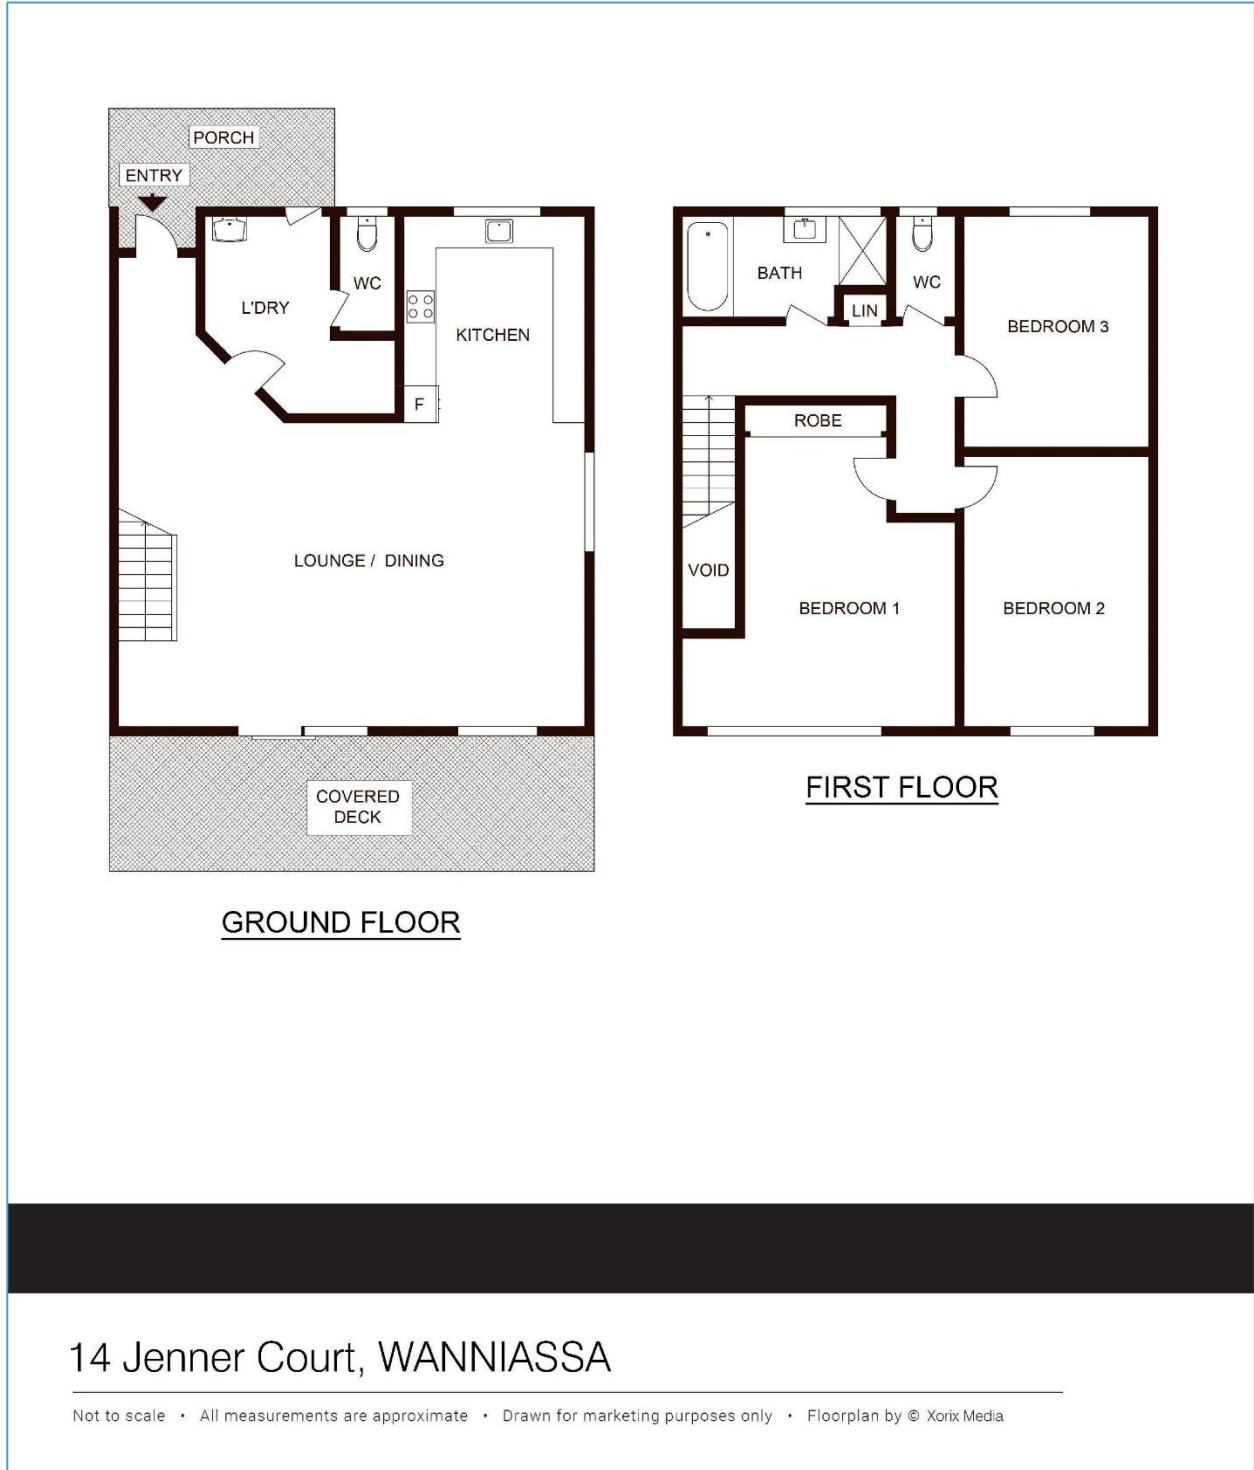 PORCH
ENTRY
L'DRY
WC
KITCHEN
F
LOUNGE / DINING
COVERED
DECK
GROUND FLOOR
BATH
LIN
WC
BEDROOM 3
ROBE
VOID
BEDROOM 1
BEDROOM 2
FIRST FLOOR
14 Jenner Court, WANNIASSA
Not to scale • All measurements are approximate • Drawn for marketing purposes only • Floorplan by © Xorix Media